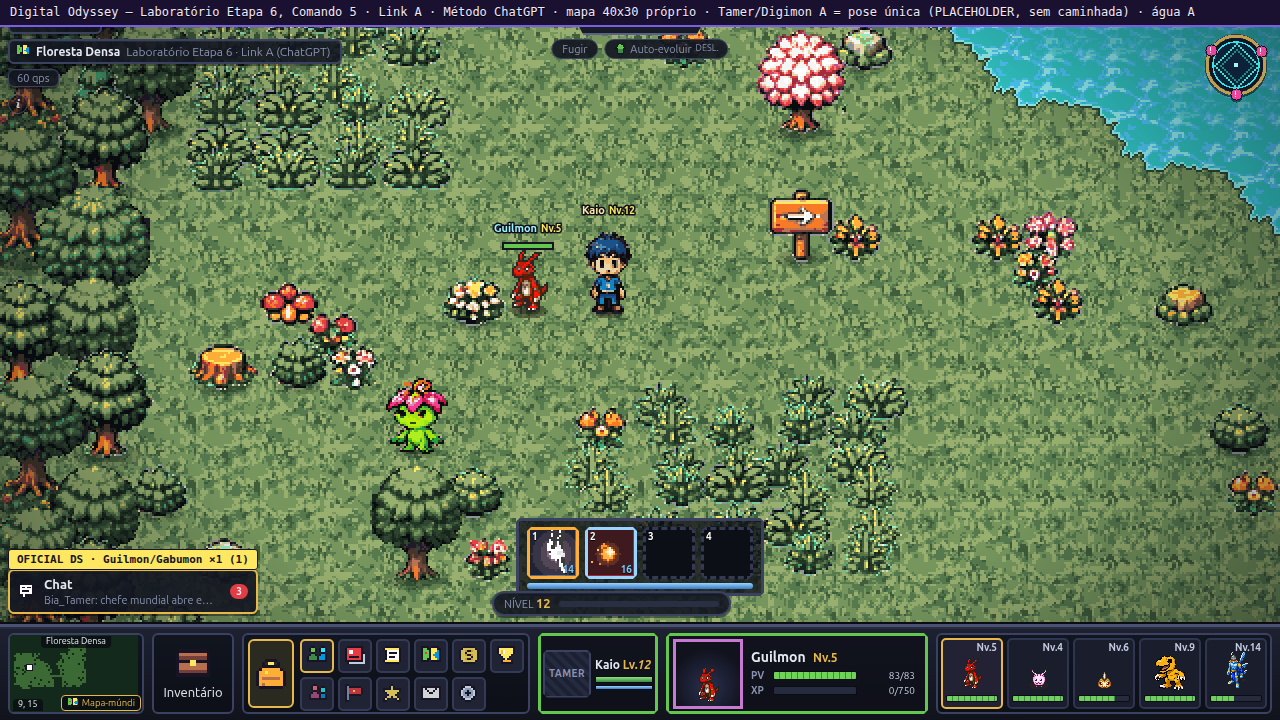 Digital Odyssey — Laboratório Etapa 6, Comando 5 · Link A · Método ChatGPT · mapa 40x30 próprio · Tamer/Digimon A = pose única (PLACEHOLDER, sem caminhada) · água A
Floresta Densa Laboratório Etapa 6 · Link A (ChatGPT)
Fugir
Auto-evoluir DESL.
60 qps
i
Kaio Nv.12
Guilmon Nv.5
OFICIAL DS · Guilmon/Gabumon ×1 (1)
Chat
Bia_Tamer: chefe mundial abre e...
3
1
14
2
16
3
4
NÍVEL 12
Floresta Densa
9, 15
Mapa-múndi
Inventário
TAMER
Kaio Lv.12
Guilmon Nv.5
PV 83/83
XP 0/750
Nv.5
Nv.4
Nv.6
Nv.9
Nv.14